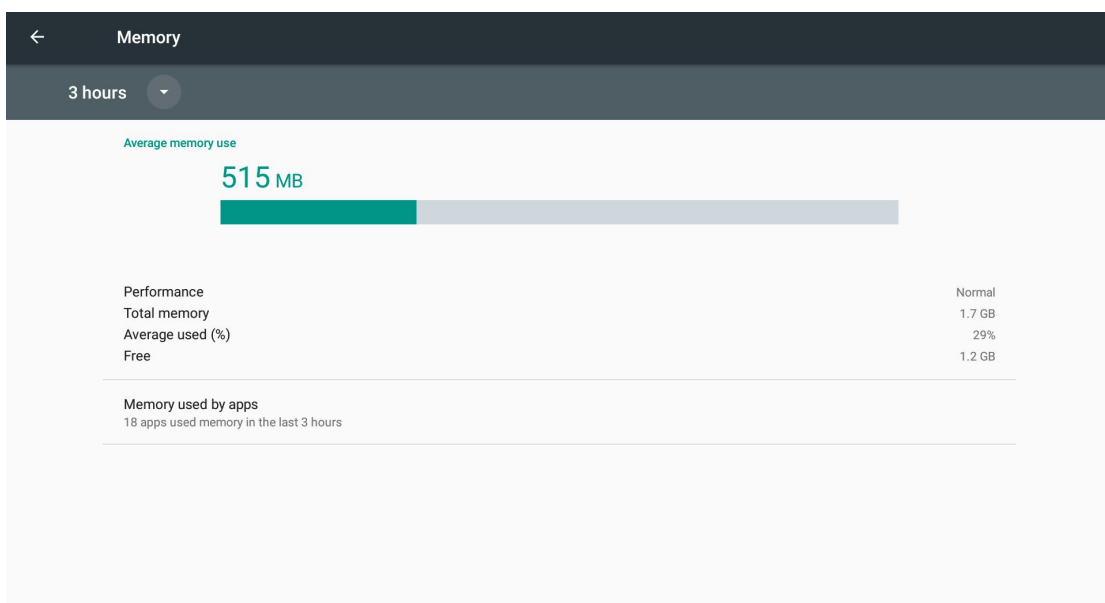 Memory
3 hours
Average memory use
515 MB
Performance Normal
Total memory 1.7 GB
Average used (%) 29%
Free 1.2 GB
Memory used by apps
18 apps used memory in the last 3 hours